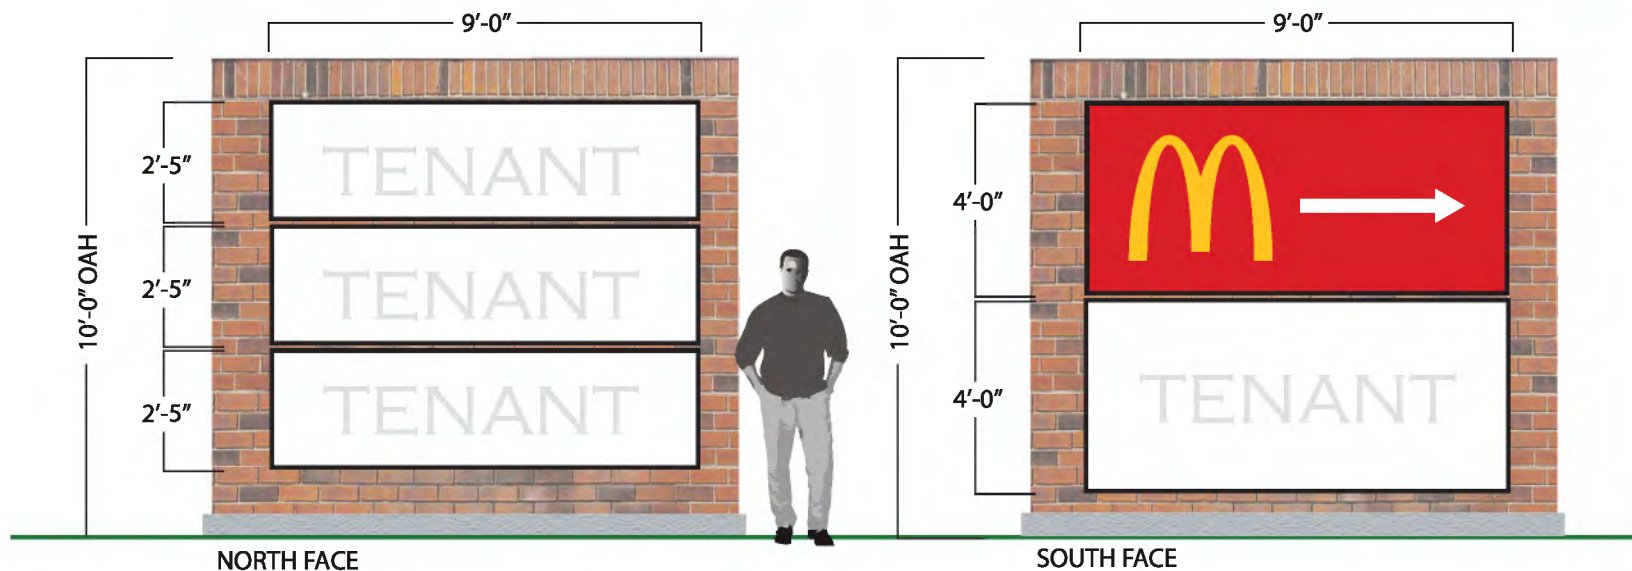 9'-0"
10'-0" OAH
2'-5"
TENANT
2'-5"
TENANT
2'-5"
TENANT
NORTH FACE
9'-0"
10'-0" OAH
4'-0"
M
4'-0"
TENANT
SOUTH FACE